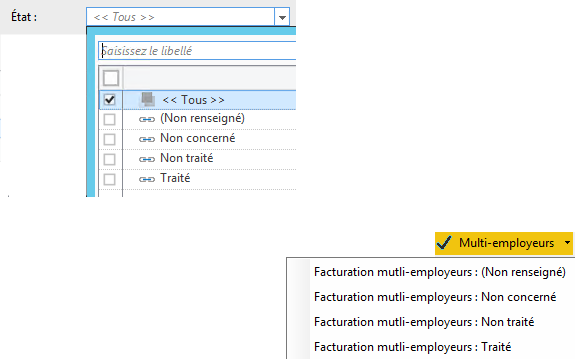 État :
<< Tous >>
Saisissez le libellé
<< Tous >>
(Non renseigné)
Non concerné
Non traité
Traité
Multi-employeurs
Facturation mutli-employeurs : (Non renseigné)
Facturation mutli-employeurs : Non concerné
Facturation mutli-employeurs : Non traité
Facturation mutli-employeurs : Traité